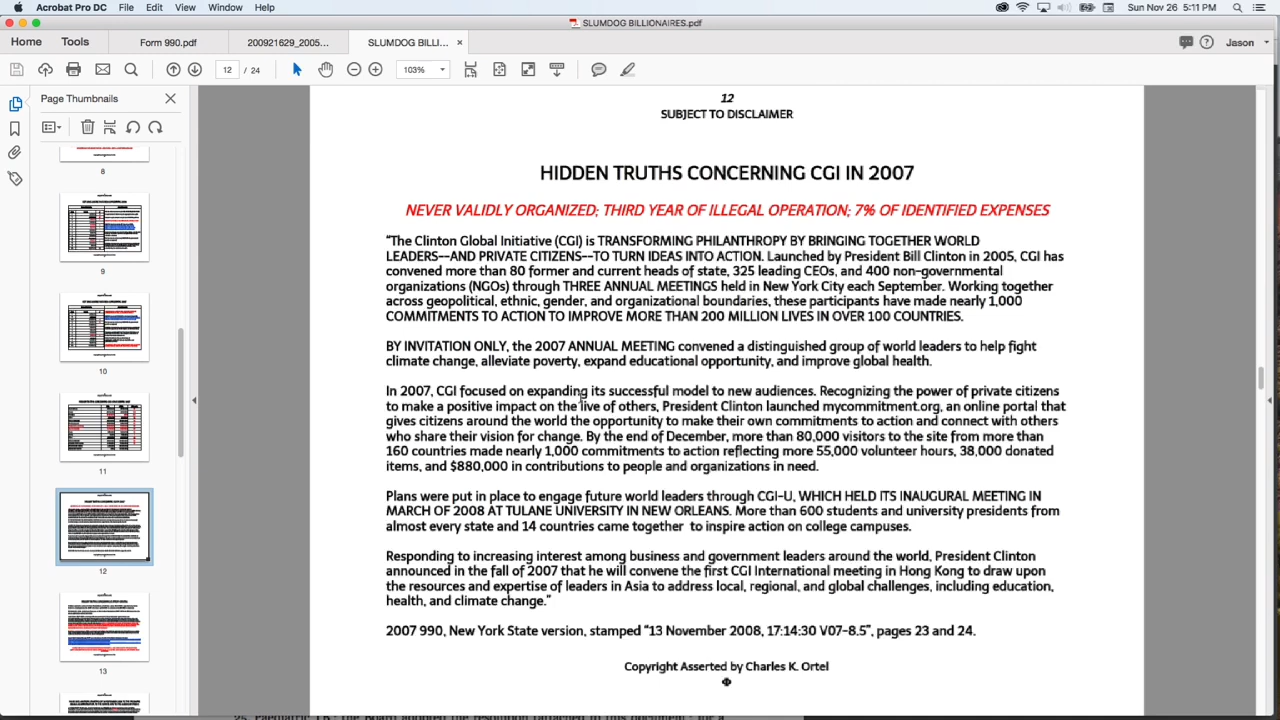 Acrobat Pro DC File Edit View Window Help Sun Nov 26 5:11 PM
SLUMDOG BILLIONAIRES.pdf
Home Tools Form 990.pdf 200921629_2005... SLUMDOG BILLI... × Jason
12 / 24 103%
Page Thumbnails
8
9
10
11
12
13
12
SUBJECT TO DISCLAIMER
HIDDEN TRUTHS CONCERNING CGI IN 2007
NEVER VALIDLY ORGANIZED; THIRD YEAR OF ILLEGAL OPERATION; 7% OF IDENTIFIED EXPENSES
"The Clinton Global Initiative (CGI) is TRANSFORMING PHILANTHROPY BY BRINGING TOGETHER WORLD
LEADERS--AND PRIVATE CITIZENS--TO TURN IDEAS INTO ACTION. Launched by President Bill Clinton in 2005, CGI has
convened more than 80 former and current heads of state, 325 leading CEOs, and 400 non-governmental
organizations (NGOs) through THREE ANNUAL MEETINGS held in New York City each September. Working together
across geopolitical, ethnic, gender, and organizational boundaries, these participants have made nearly 1,000
COMMITMENTS TO ACTION TO IMPROVE MORE THAN 200 MILLION LIVES IN OVER 100 COUNTRIES.
BY INVITATION ONLY, the 2007 ANNUAL MEETING convened a distinguished group of world leaders to help fight
climate change, alleviate poverty, expand educational opportunity, and improve global health.
In 2007, CGI focused on expanding its successful model to new audiences. Recognizing the power of private citizens
to make a positive impact on the live of others, President Clinton launched mycommitment.org, an online portal that
gives citizens around the world the opportunity to make their own commitments to action and connect with others
who share their vision for change. By the end of December, more than 80,000 visitors to the site from more than
160 countries made nearly 1,000 commitments to action reflecting more 55,000 volunteer hours, 38,000 donated
items, and $880,000 in contributions to people and organizations in need.
Plans were put in place to engage future world leaders through CGI-U, WHICH HELD ITS INAUGURAL MEETING IN
MARCH OF 2008 AT TULANE UNIVERSITY IN NEW ORLEANS. More than 600 students and university presidents from
almost every state and 14 countries came together to inspire action on college campuses.
Responding to increasing interest among business and government leaders around the world, President Clinton
announced in the fall of 2007 that he will convene the first CGI International meeting in Hong Kong to draw upon
the resources and expertise of leaders in Asia to address local, regional, and global challenges, including education,
health, and climate change."
2007 990, New York State version, stamped "13 November 2008, 17:14:30 V07-8.5", pages 23 and 24.
Copyright Asserted by Charles K. Ortel